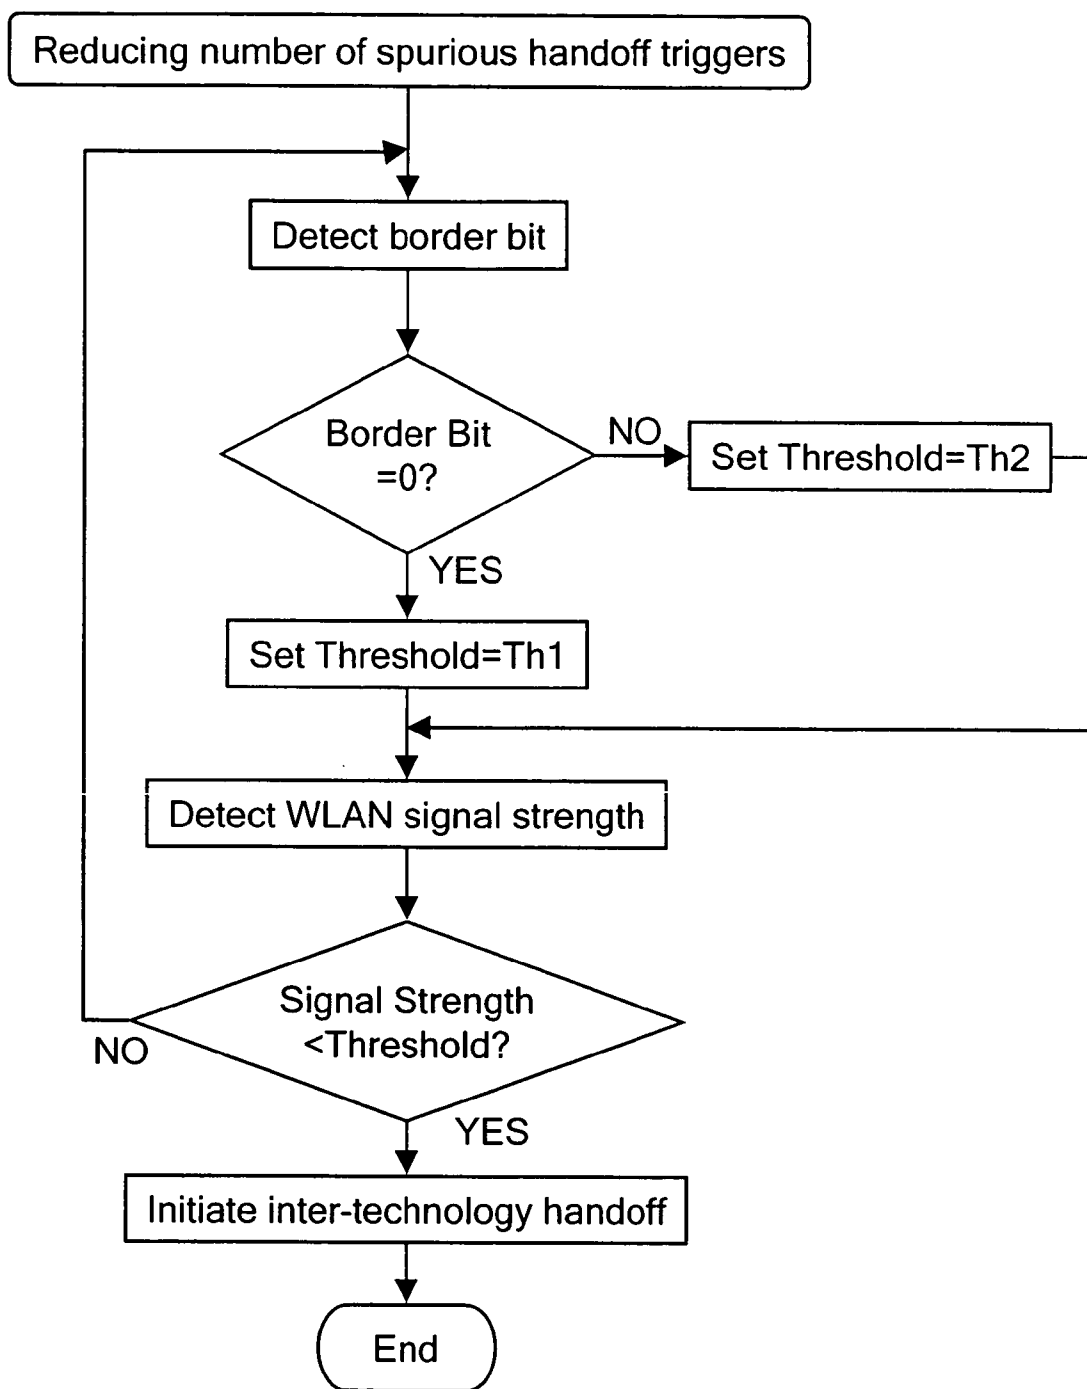 Reducing number of spurious handoff triggers
Detect border bit
Border Bit
=0?
NO
Set Threshold=Th2
YES
Set Threshold=Th1
Detect WLAN signal strength
Signal Strength
<Threshold?
NO
YES
Initiate inter-technology handoff
End